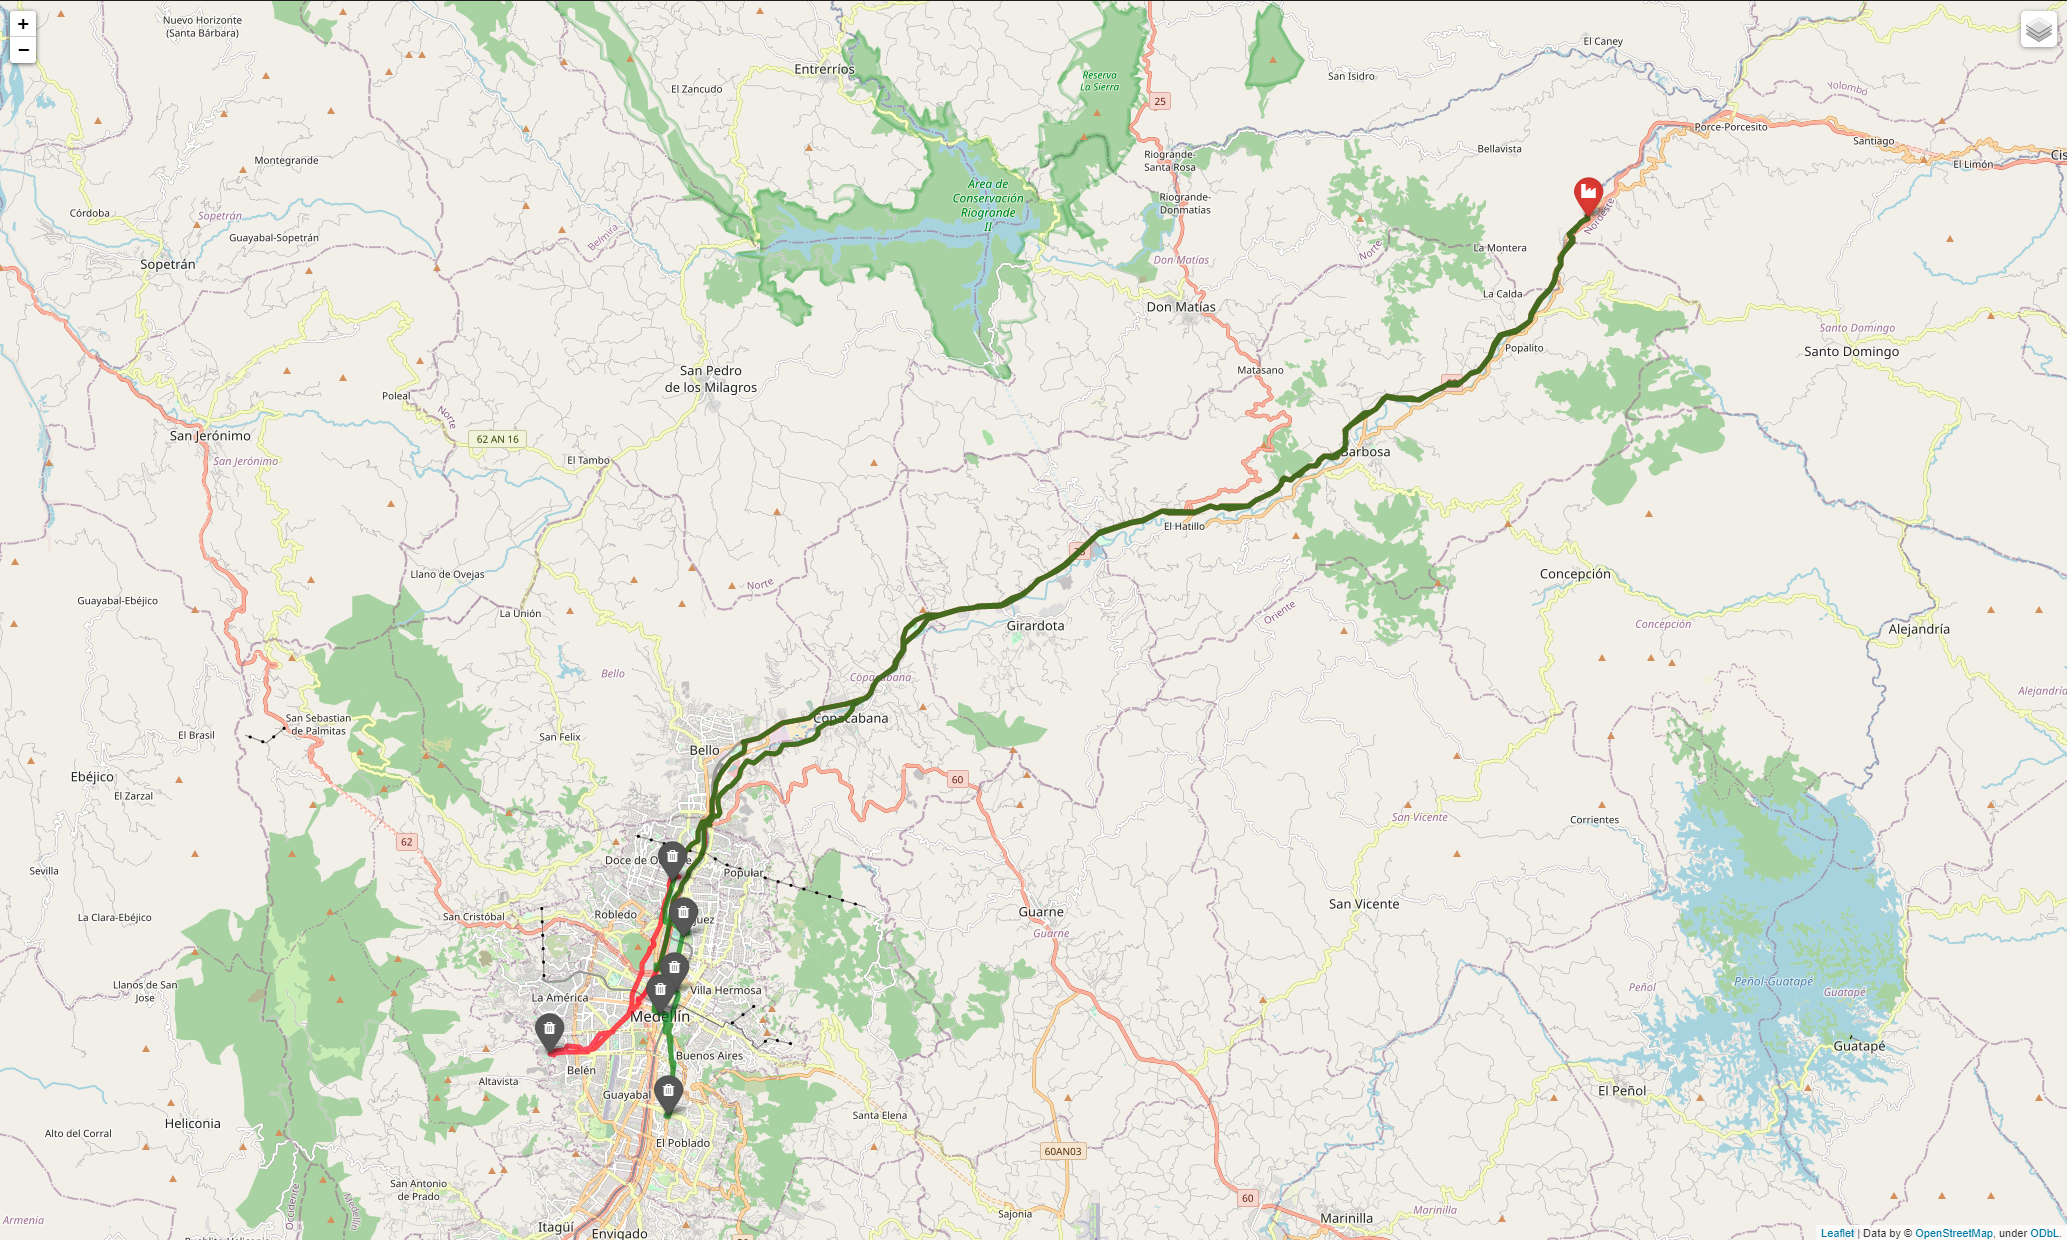 +
−
Nuevo Horizonte
(Santa Bárbara)
Entrerríos
El Zancudo
Reserva
La Sierra
25
San Isidro
El Caney
Yolombo
Porce-Porcesito
Santiago
El Limón
Cis
Bellavista
Riogrande-
Santa Rosa
Montegrande
Área de
Conservación
Riogrande
II
Riogrande-
Donmatías
Córdoba
Sopetrán
Guayabal-Sopetrán
Belmira
Nordeste
Norte
La Montera
Sopetrán
Don Matías
La Calda
Don Matías
Santo Domingo
Popalito
Santo Domingo
San Pedro
de los Milagros
Matasano
Poleal
Norte
San Jerónimo
62 AN 16
San Jerónimo
El Tambo
Barbosa
El Hatillo
Llano de Ovejas
Norte
Concepción
Guayabal-Ebéjico
La Unión
Oriente
Girardota
Concepción
Alejandría
Bello
Copacabana
Alejandría
San Sebastian
de Palmitas
El Brasil
San Felix
Copacabana
Bello
Ebéjico
El Zarzal
60
San Vicente
Corrientes
62
Sevilla
Popular
La Clara-Ebéjico
San Cristóbal
Robledo
Guarne
Guarne
San Vicente
Llanos de San
Jose
La América
Villa Hermosa
Peñol
Peñol-Guatapé
Guatapé
Medellín
Buenos Aires
Guatapé
Belén
Altavista
Guayabal
El Peñol
Heliconia
Alto del Corral
Santa Elena
El Poblado
60AN03
San Antonio
de Prado
Occidente
Medellín
60
Armenia
Itagüí
Envigado
Sajonia
Marinilla
Marinilla
Leaflet | Data by © OpenStreetMap, under ODbL.